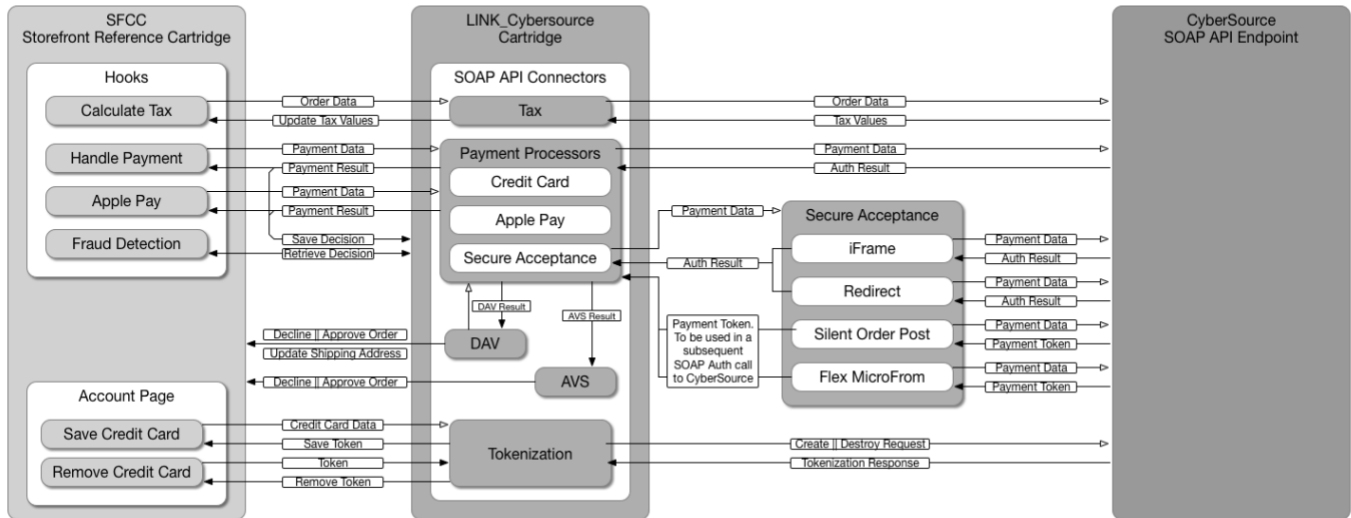 SFCC
Storefront Reference Cartridge
LINK_Cybersource
Cartridge
CyberSource
SOAP API Endpoint
Hooks
SOAP API Connectors
Calculate Tax
Order Data
Update Tax Values
Tax
Order Data
Tax Values
Handle Payment
Payment Data
Payment Result
Payment Processors
Payment Data
Auth Result
Credit Card
Apple Pay
Payment Data
Payment Result
Apple Pay
Fraud Detection
Save Decision
Retrieve Decision
Secure Acceptance
Payment Data
Auth Result
Secure Acceptance
iFrame
Payment Data
Auth Result
Redirect
Payment Data
Auth Result
Silent Order Post
Payment Data
Payment Token
Flex MicroFrom
Payment Data
Payment Token
Payment Token.
To be used in a
subsequent
SOAP Auth call
to CyberSource
DAV Result
AVS Result
Decline || Approve Order
Update Shipping Address
DAV
Decline || Approve Order
AVS
Account Page
Save Credit Card
Credit Card Data
Save Token
Remove Credit Card
Token
Remove Token
Tokenization
Create || Destroy Request
Tokenization Response